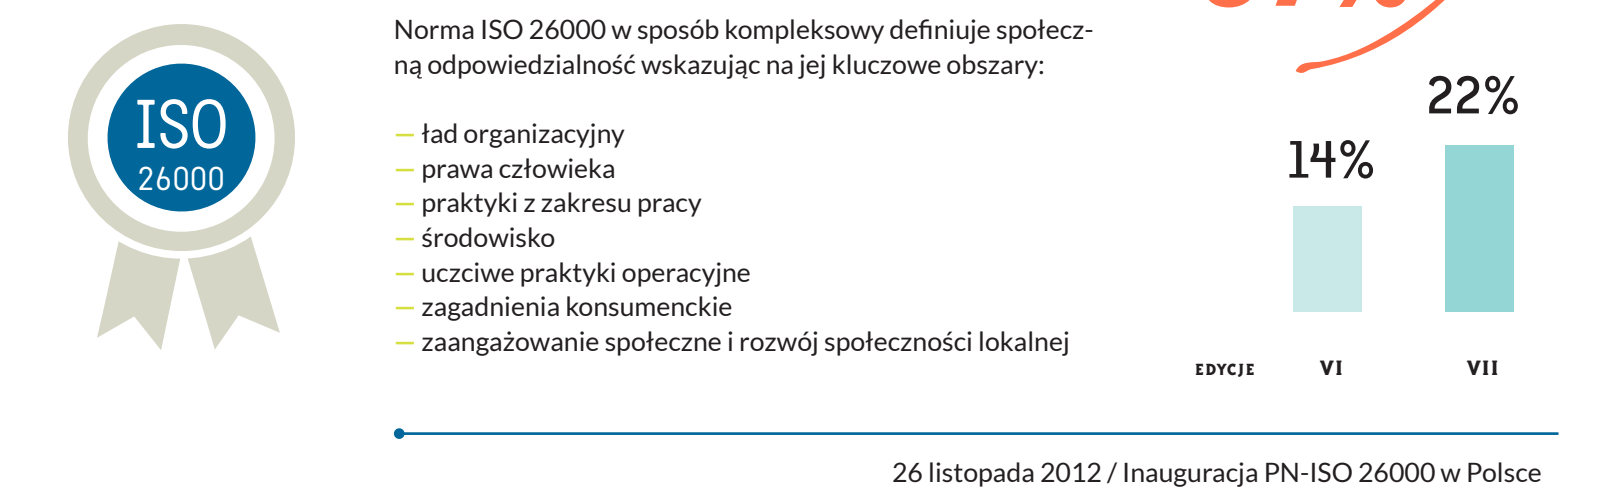 ISO
26000
Norma ISO 26000 w sposób kompleksowy definiuje społecz-
ną odpowiedzialność wskazując na jej kluczowe obszary:
— ład organizacyjny
— prawa człowieka
— praktyki z zakresu pracy
— środowisko
— uczciwe praktyki operacyjne
— zagadnienia konsumenckie
— zaangażowanie społeczne i rozwój społeczności lokalnej
22%
14%
EDYCJE VI VII
26 listopada 2012 / Inauguracja PN-ISO 26000 w Polsce